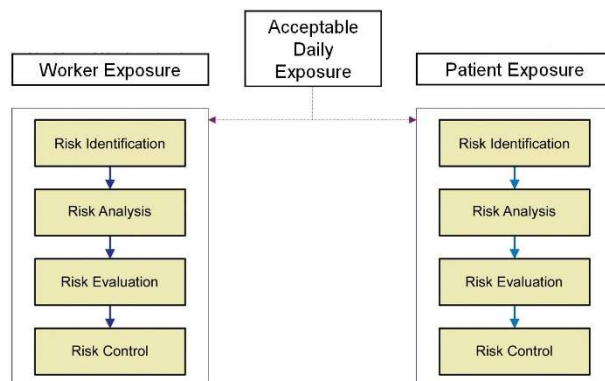 Acceptable
Daily
Exposure
Worker Exposure
Patient Exposure
Risk Identification
Risk Analysis
Risk Evaluation
Risk Control
Risk Identification
Risk Analysis
Risk Evaluation
Risk Control